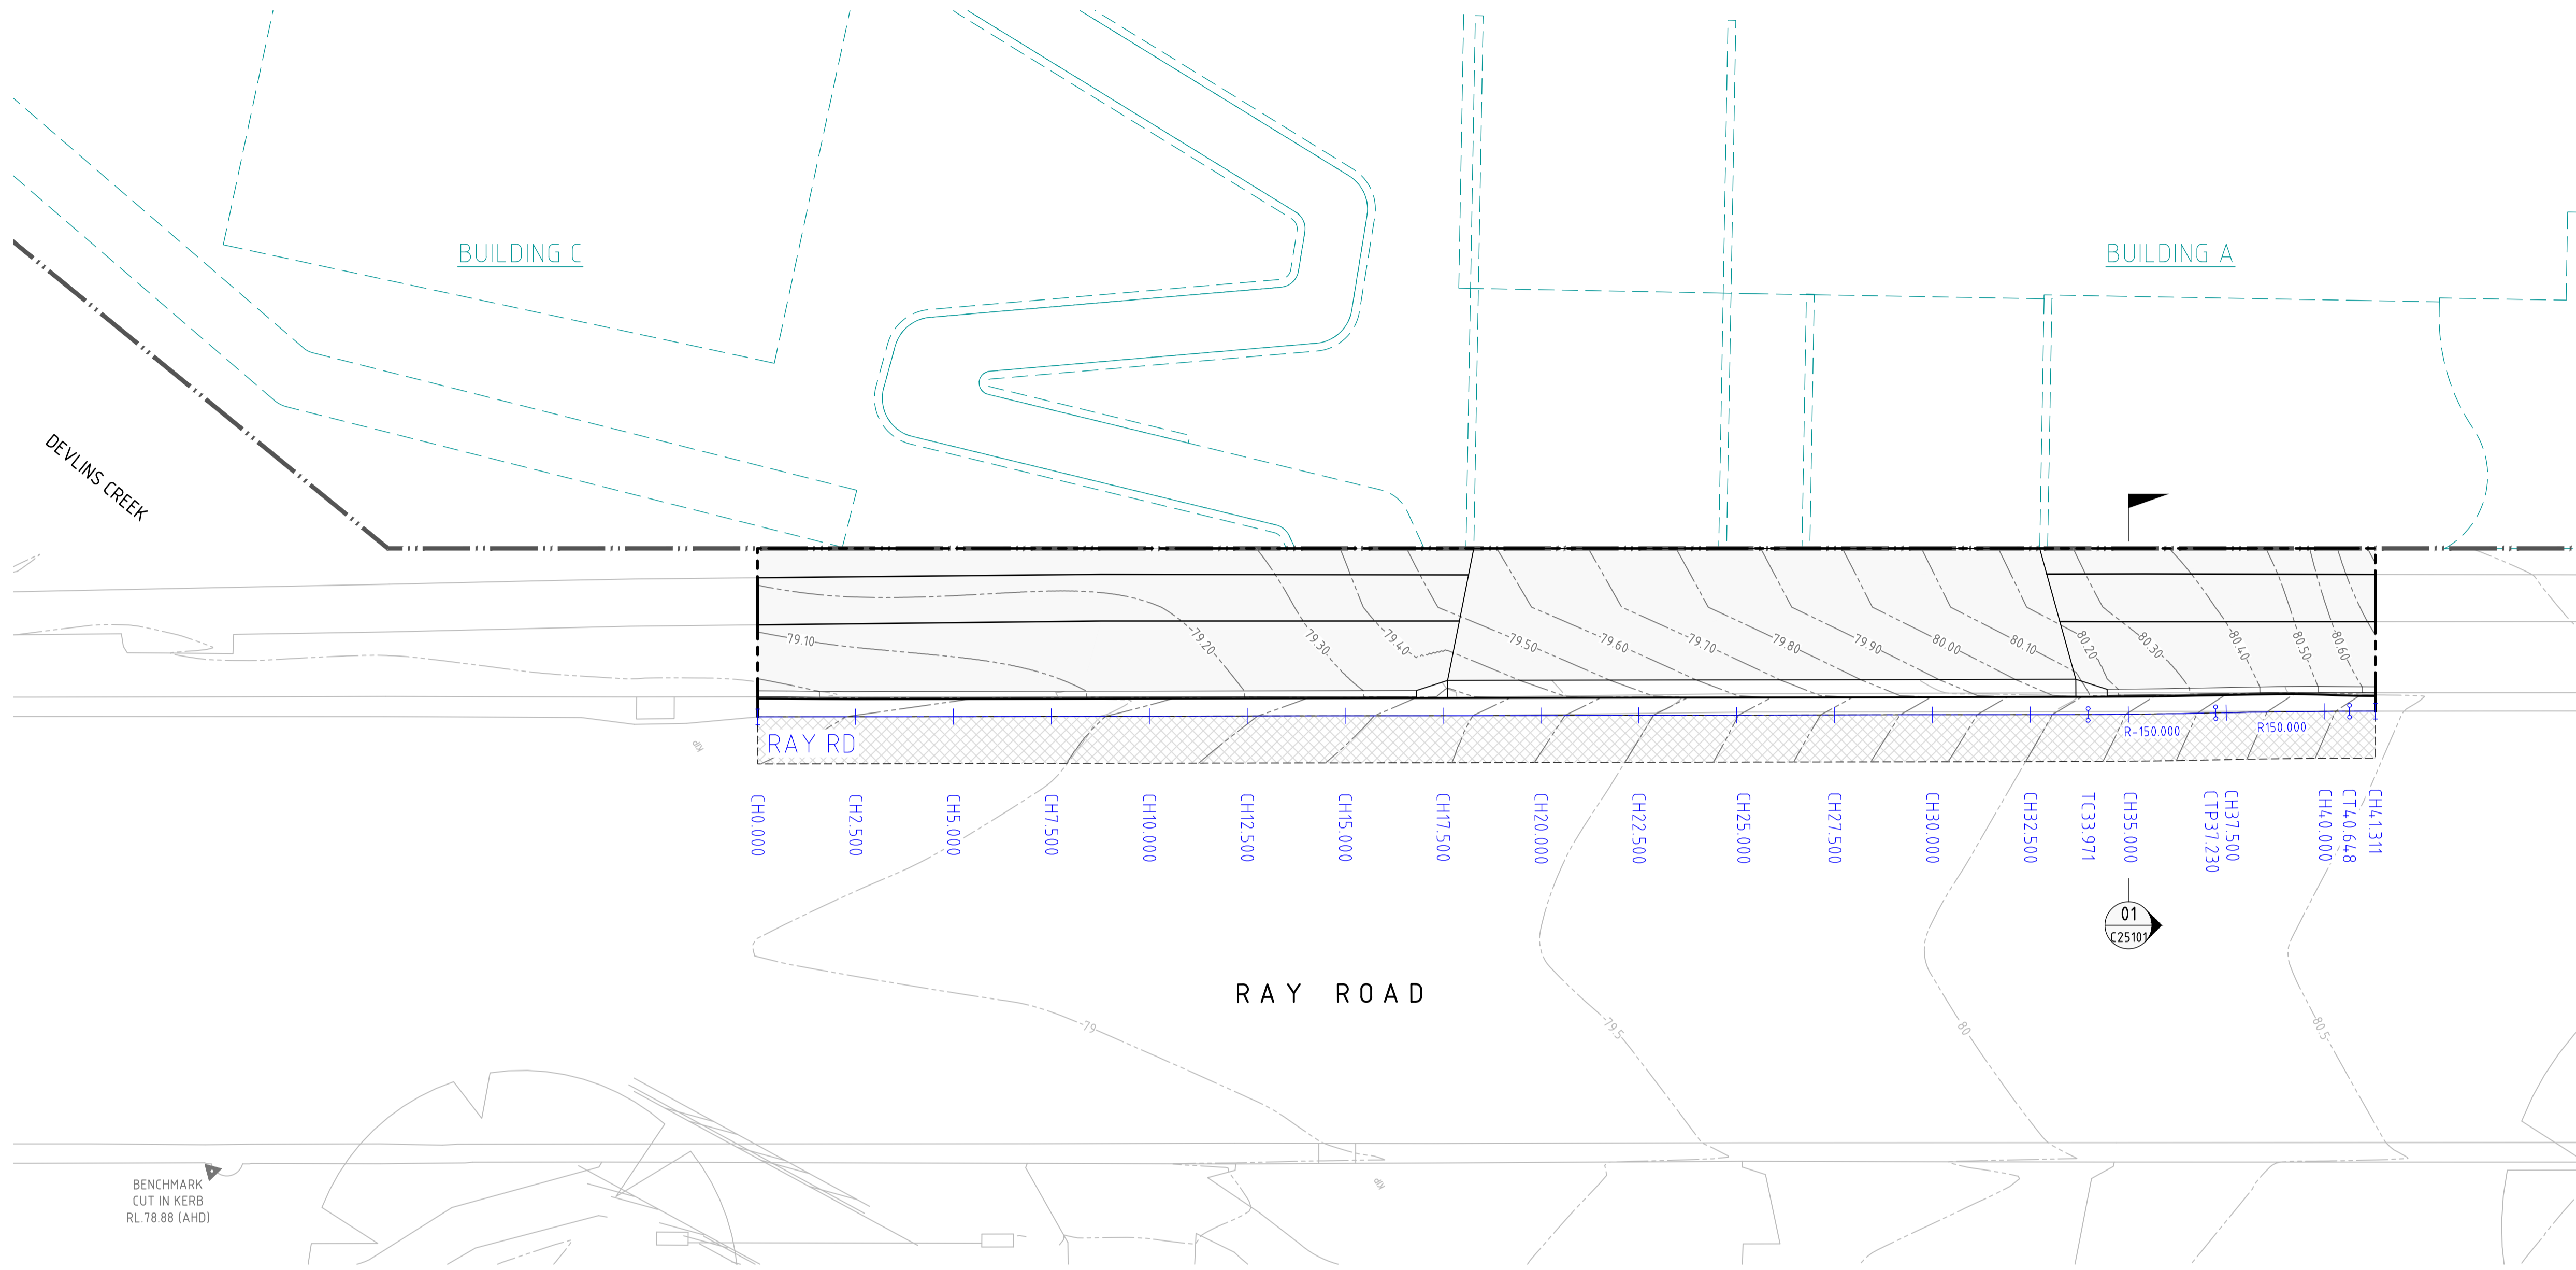 BUILDING C
BUILDING A
DEVLINS CREEK
79.10
79.20
79.30
79.40
79.50
79.60
79.70
79.80
79.90
80.00
80.10
80.20
80.30
80.40
80.50
80.60
RAY RD
R-150.000
R150.000
KIP
CH0.000
CH2.500
CH5.000
CH7.500
CH10.000
CH12.500
CH15.000
CH17.500
CH20.000
CH22.500
CH25.000
CH27.500
CH30.000
CH32.500
TC33.971
CH35.000
CTP37.230
CH37.500
CH40.000
CT40.648
CH41.311
01
C25101
RAY ROAD
79
79.5
80
80.5
KIP
BENCHMARK
CUT IN KERB
RL.78.88 (AHD)